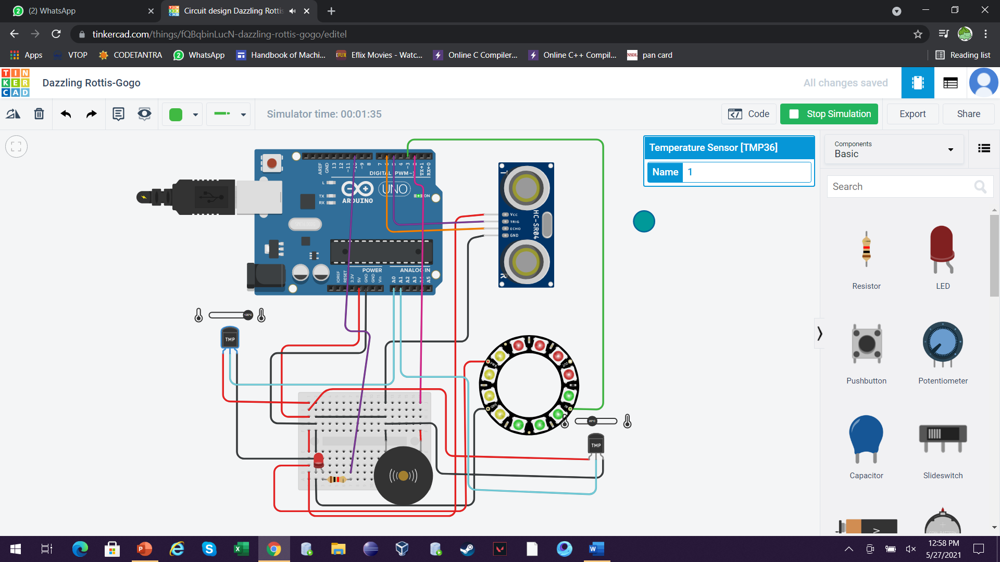 (2) WhatsApp
Circuit design Dazzling Rottis
tinkercad.com/things/fQBqbinLucN-dazzling-rottis-gogo/editel
Apps VTOP CODETANTRA WhatsApp Handbook of Machi... Eflix Movies - Watc... Online C Compiler... Online C++ Compil... pan card Reading list
TIN
KER
CAD
Dazzling Rottis-Gogo
All changes saved
Simulator time: 00:01:35
Code
Stop Simulation
Export
Share
Temperature Sensor [TMP36]
Name 1
Components
Basic
Search
Resistor
LED
Pushbutton
Potentiometer
Capacitor
Slideswitch
AREF
GND
13
12
~11
~9
8
7
4
~3
TX→1
RX←0
DIGITAL (PWM~)
L
TX
RX
ARDUINO
UNO
ON
POWER
ANALOG IN
IOREF
RESET
3.3V
5V
GND
GND
Vin
A0
A1
A2
A3
A5
HC-SR04
Vcc
TRIG
ECHO
GND
T
R
TMP
TMP
OUT
IN
GND
12:58 PM
5/27/2021